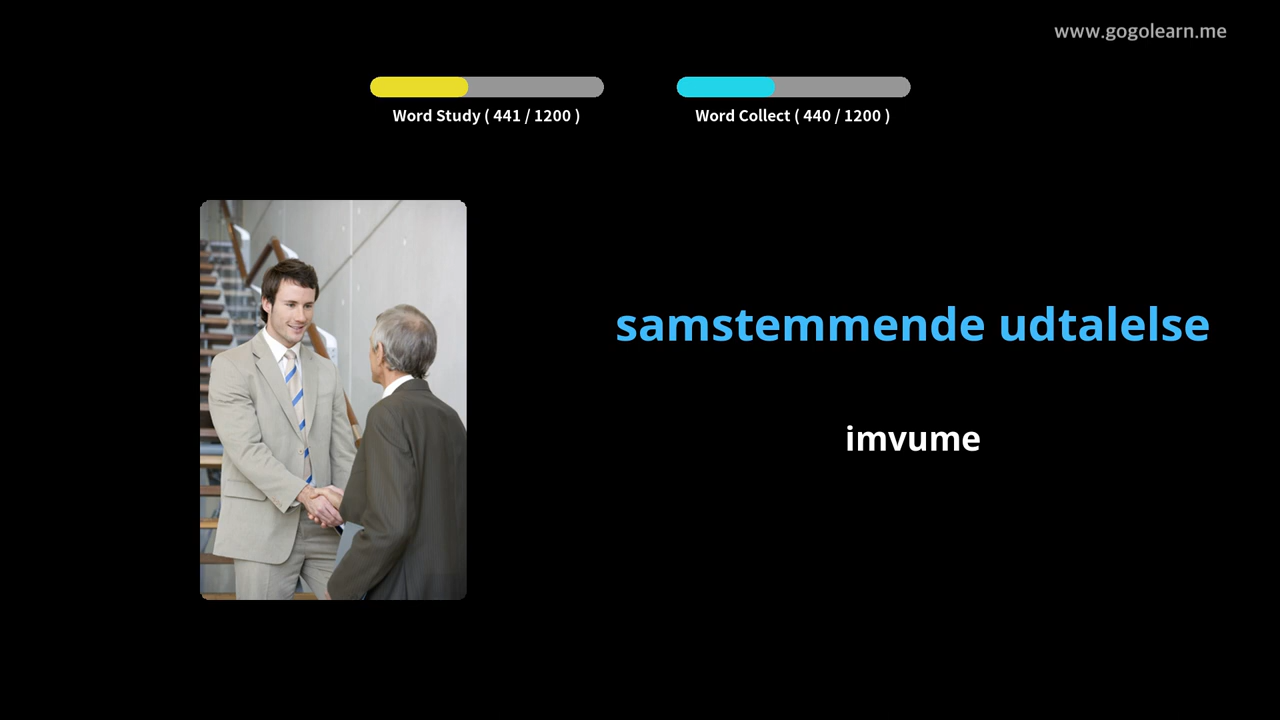 www.gogolearn.me
Word Study ( 441 / 1200 )
Word Collect ( 440 / 1200 )
samstemmende udtalelse
imvume